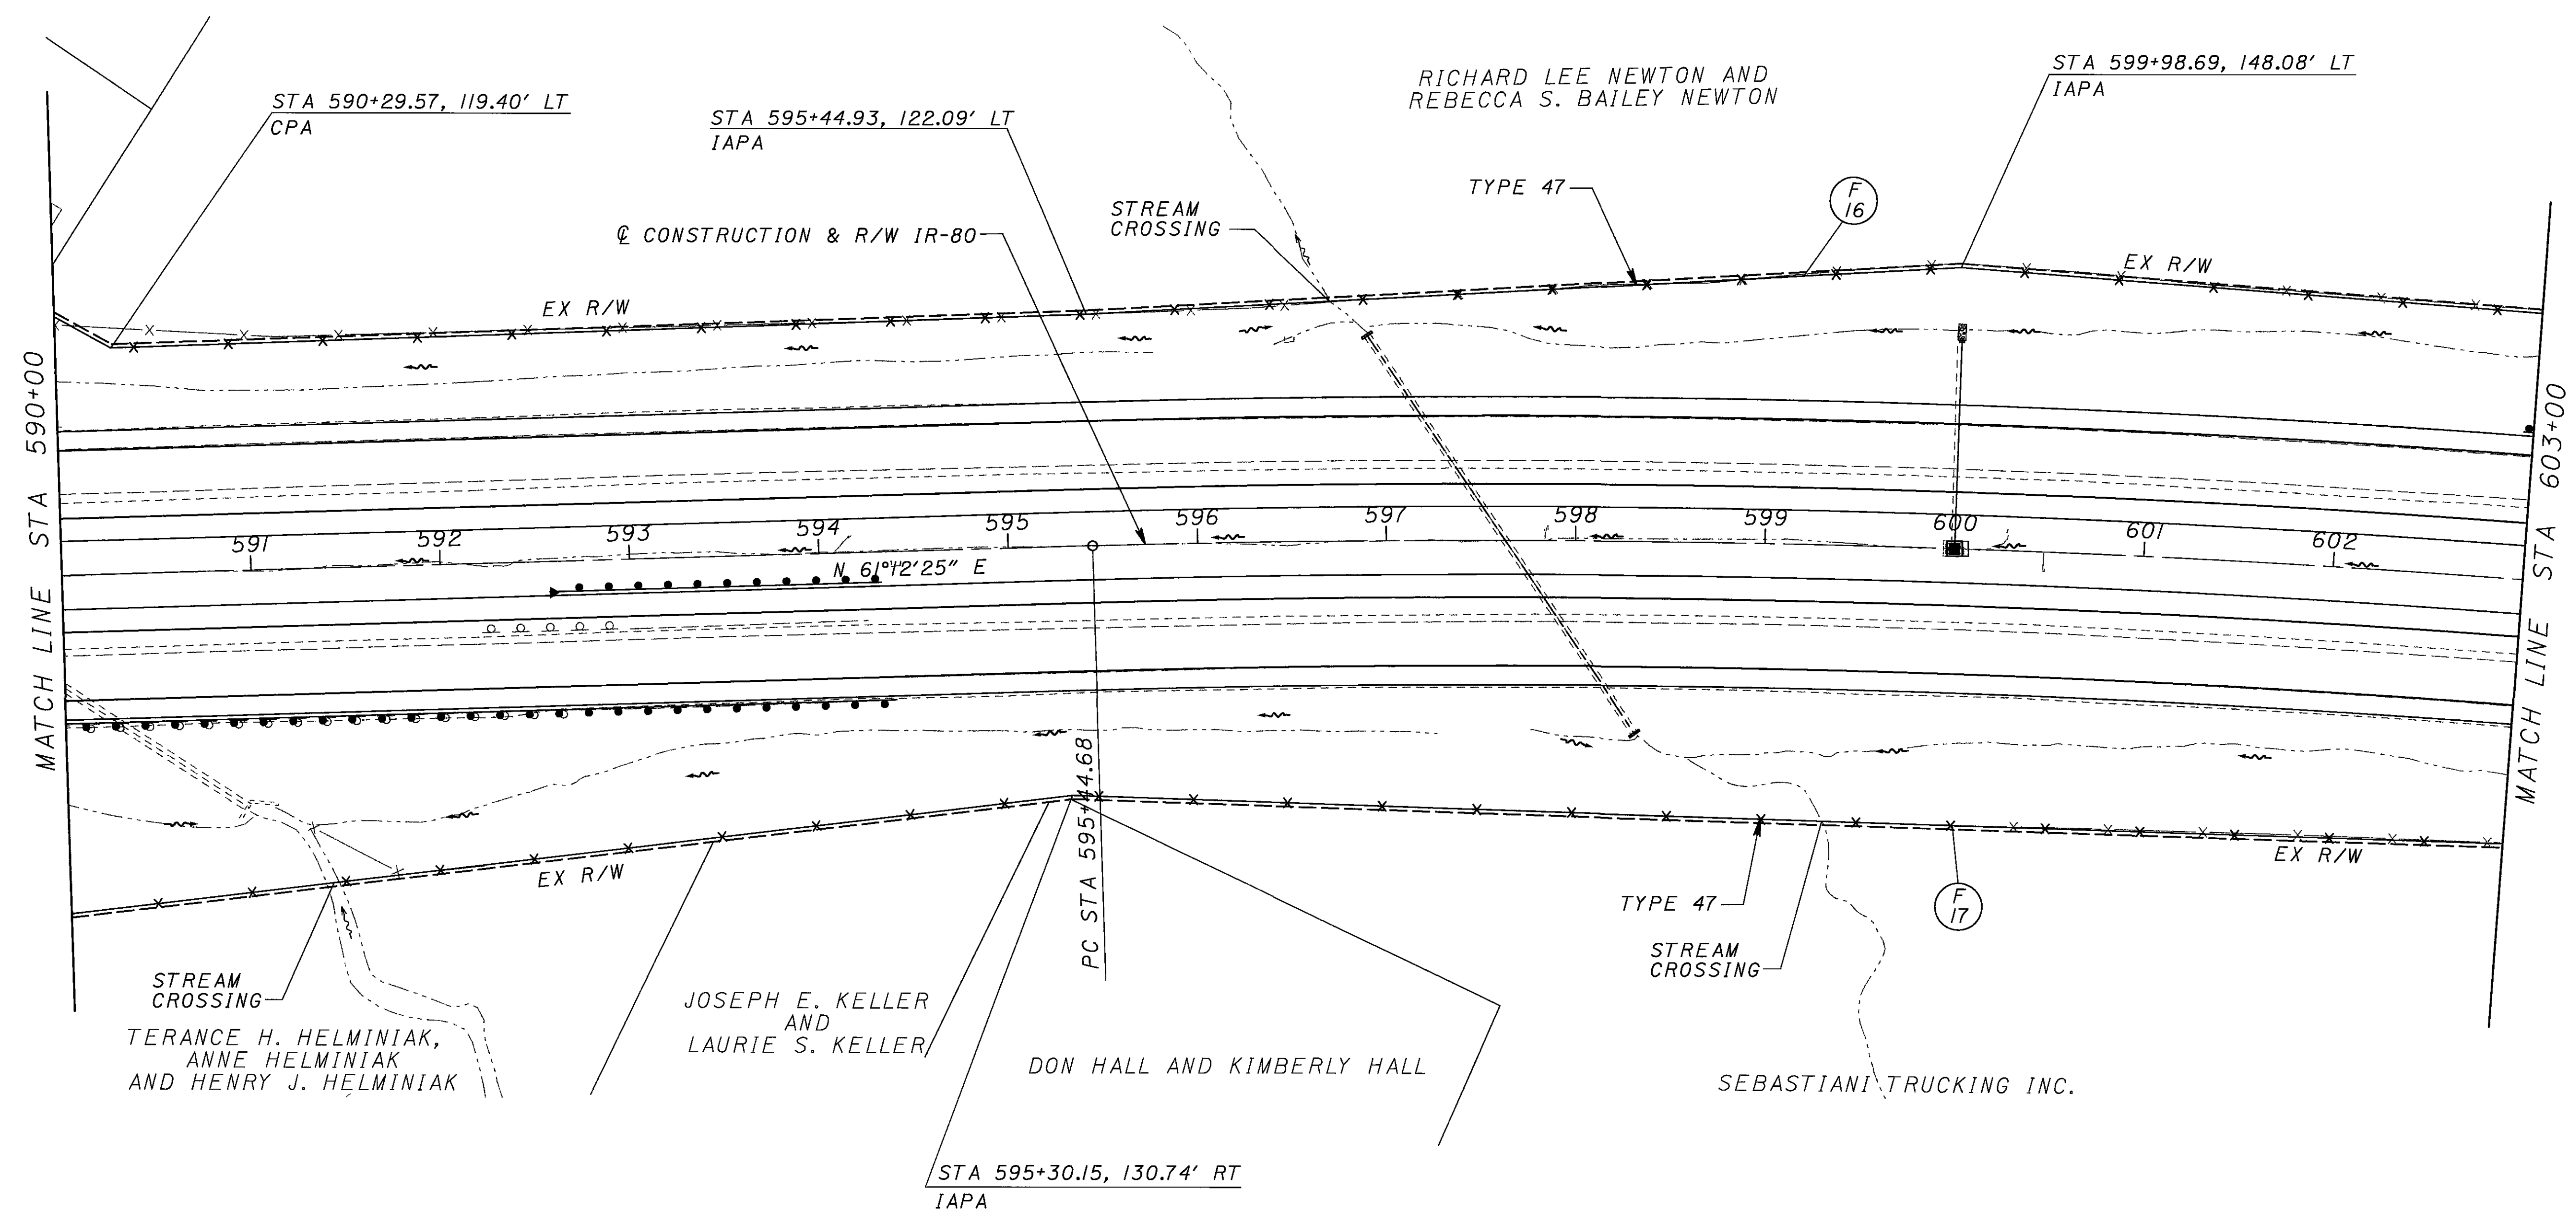 STA 590+29.57, 119.40' LT
CPA
STA 595+44.93, 122.09' LT
IAPA
RICHARD LEE NEWTON AND
REBECCA S. BAILEY NEWTON
STA 599+98.69, 148.08' LT
IAPA
TYPE 47
F
16
STREAM
CROSSING
℄ CONSTRUCTION & R/W IR-80
EX R/W
EX R/W
MATCH LINE STA 590+00
MATCH LINE STA 603+00
591
592
593
594
595
596
597
598
599
600
601
602
N 61°12'25" E
PC STA 595+44.68
EX R/W
EX R/W
TYPE 47
F
17
STREAM
CROSSING
STREAM
CROSSING
TERANCE H. HELMINIAK,
ANNE HELMINIAK
AND HENRY J. HELMINIAK
JOSEPH E. KELLER
AND
LAURIE S. KELLER
DON HALL AND KIMBERLY HALL
SEBASTIANI TRUCKING INC.
STA 595+30.15, 130.74' RT
IAPA